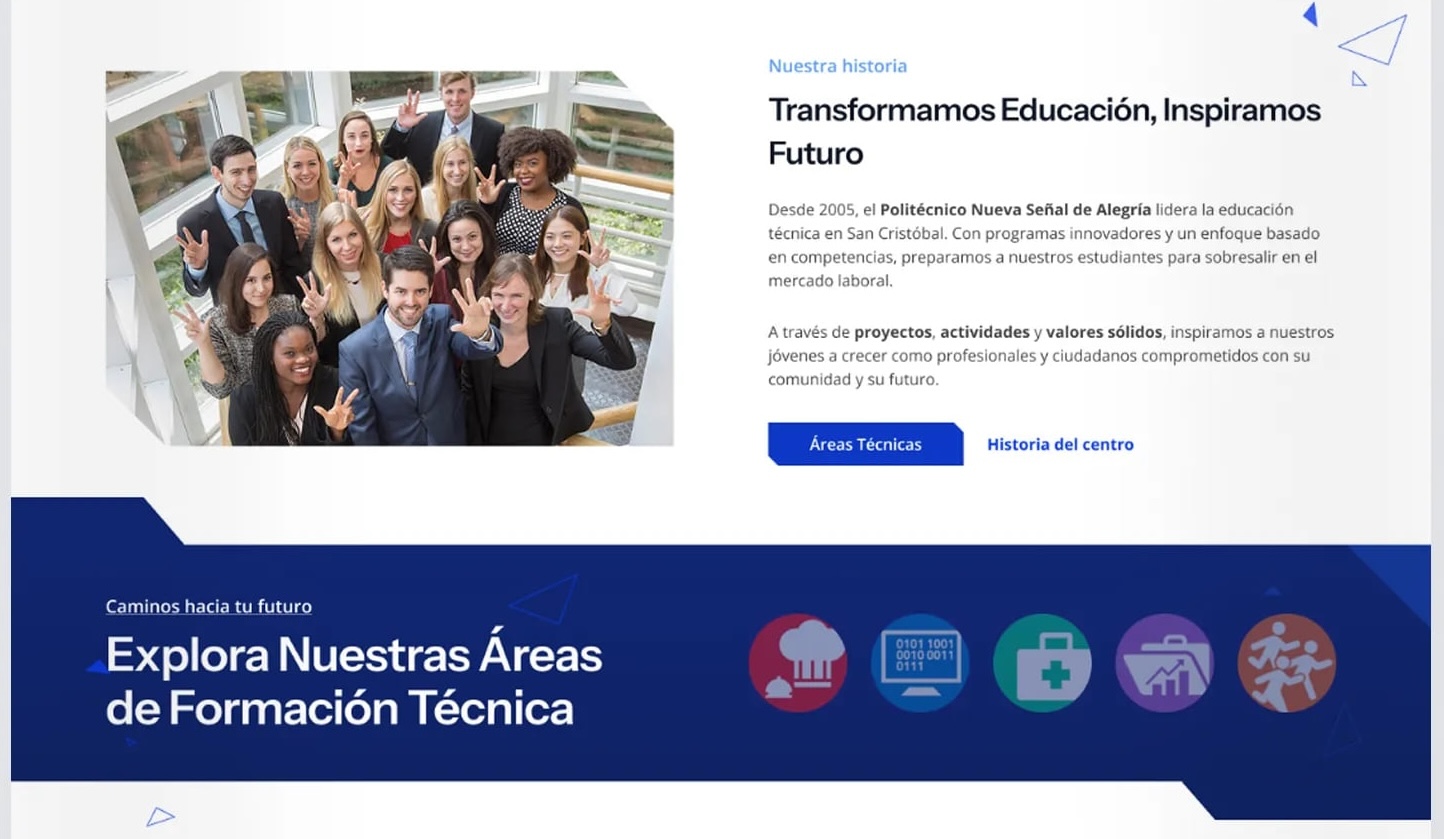 Nuestra historia
Transformamos Educación, Inspiramos
Futuro
Desde 2005, el Politécnico Nueva Señal de Alegría lidera la educación
técnica en San Cristóbal. Con programas innovadores y un enfoque basado
en competencias, preparamos a nuestros estudiantes para sobresalir en el
mercado laboral.
A través de proyectos, actividades y valores sólidos, inspiramos a nuestros
jóvenes a crecer como profesionales y ciudadanos comprometidos con su
comunidad y su futuro.
Áreas Técnicas
Historia del centro
Caminos hacia tu futuro
Explora Nuestras Áreas
de Formación Técnica
0101 1001
0010 0011
0111